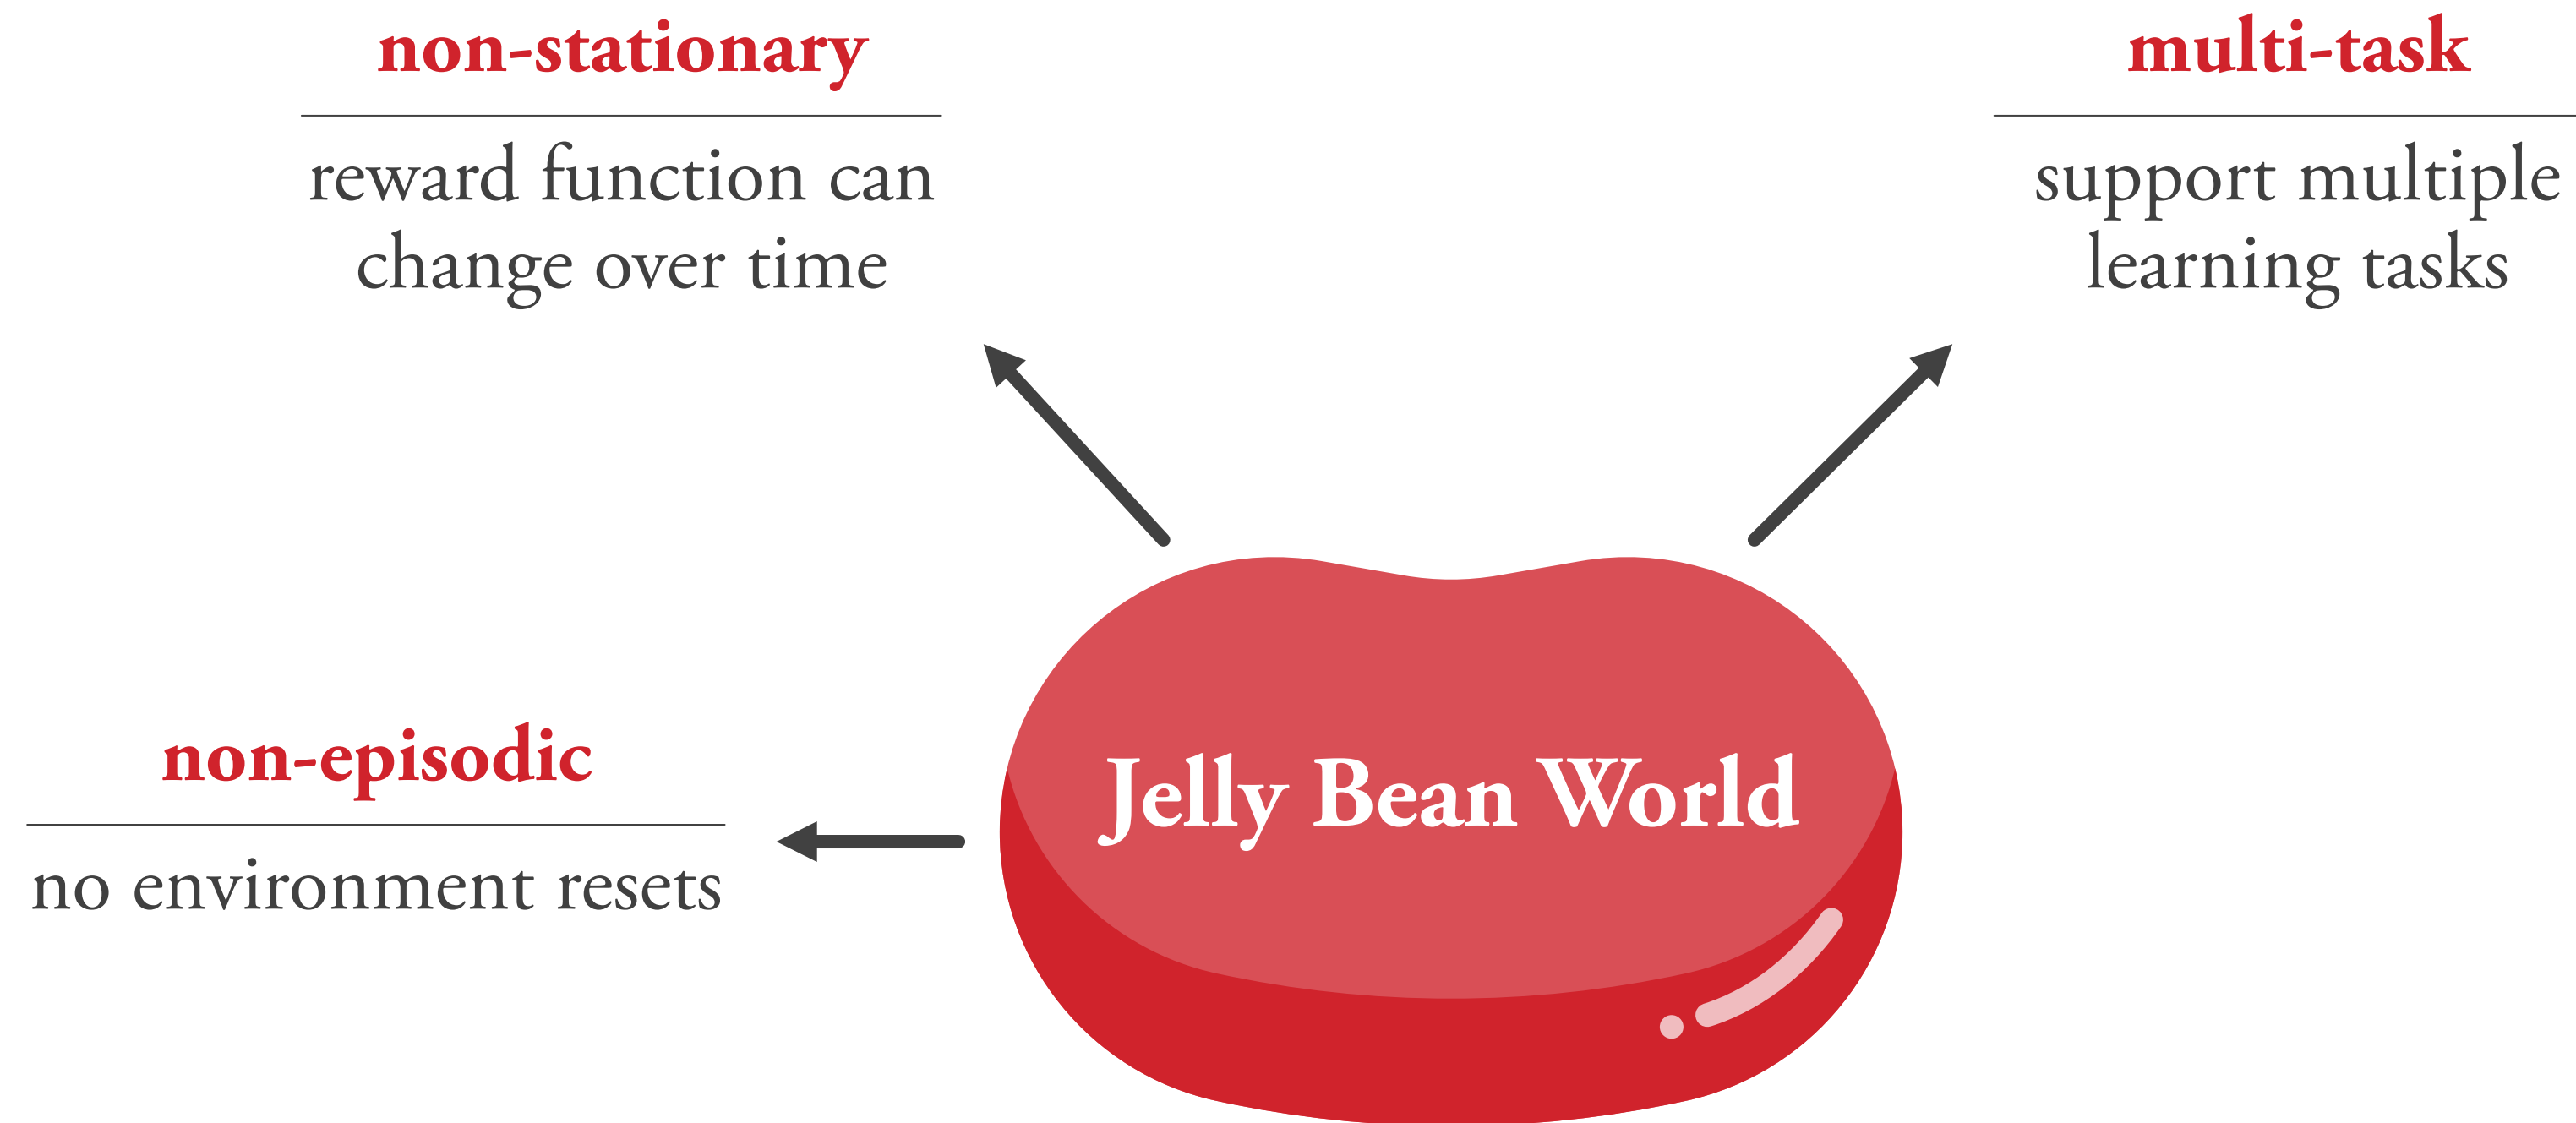 non-stationary
reward function can
change over time
multi-task
support multiple
learning tasks
non-episodic
no environment resets
Jelly Bean World